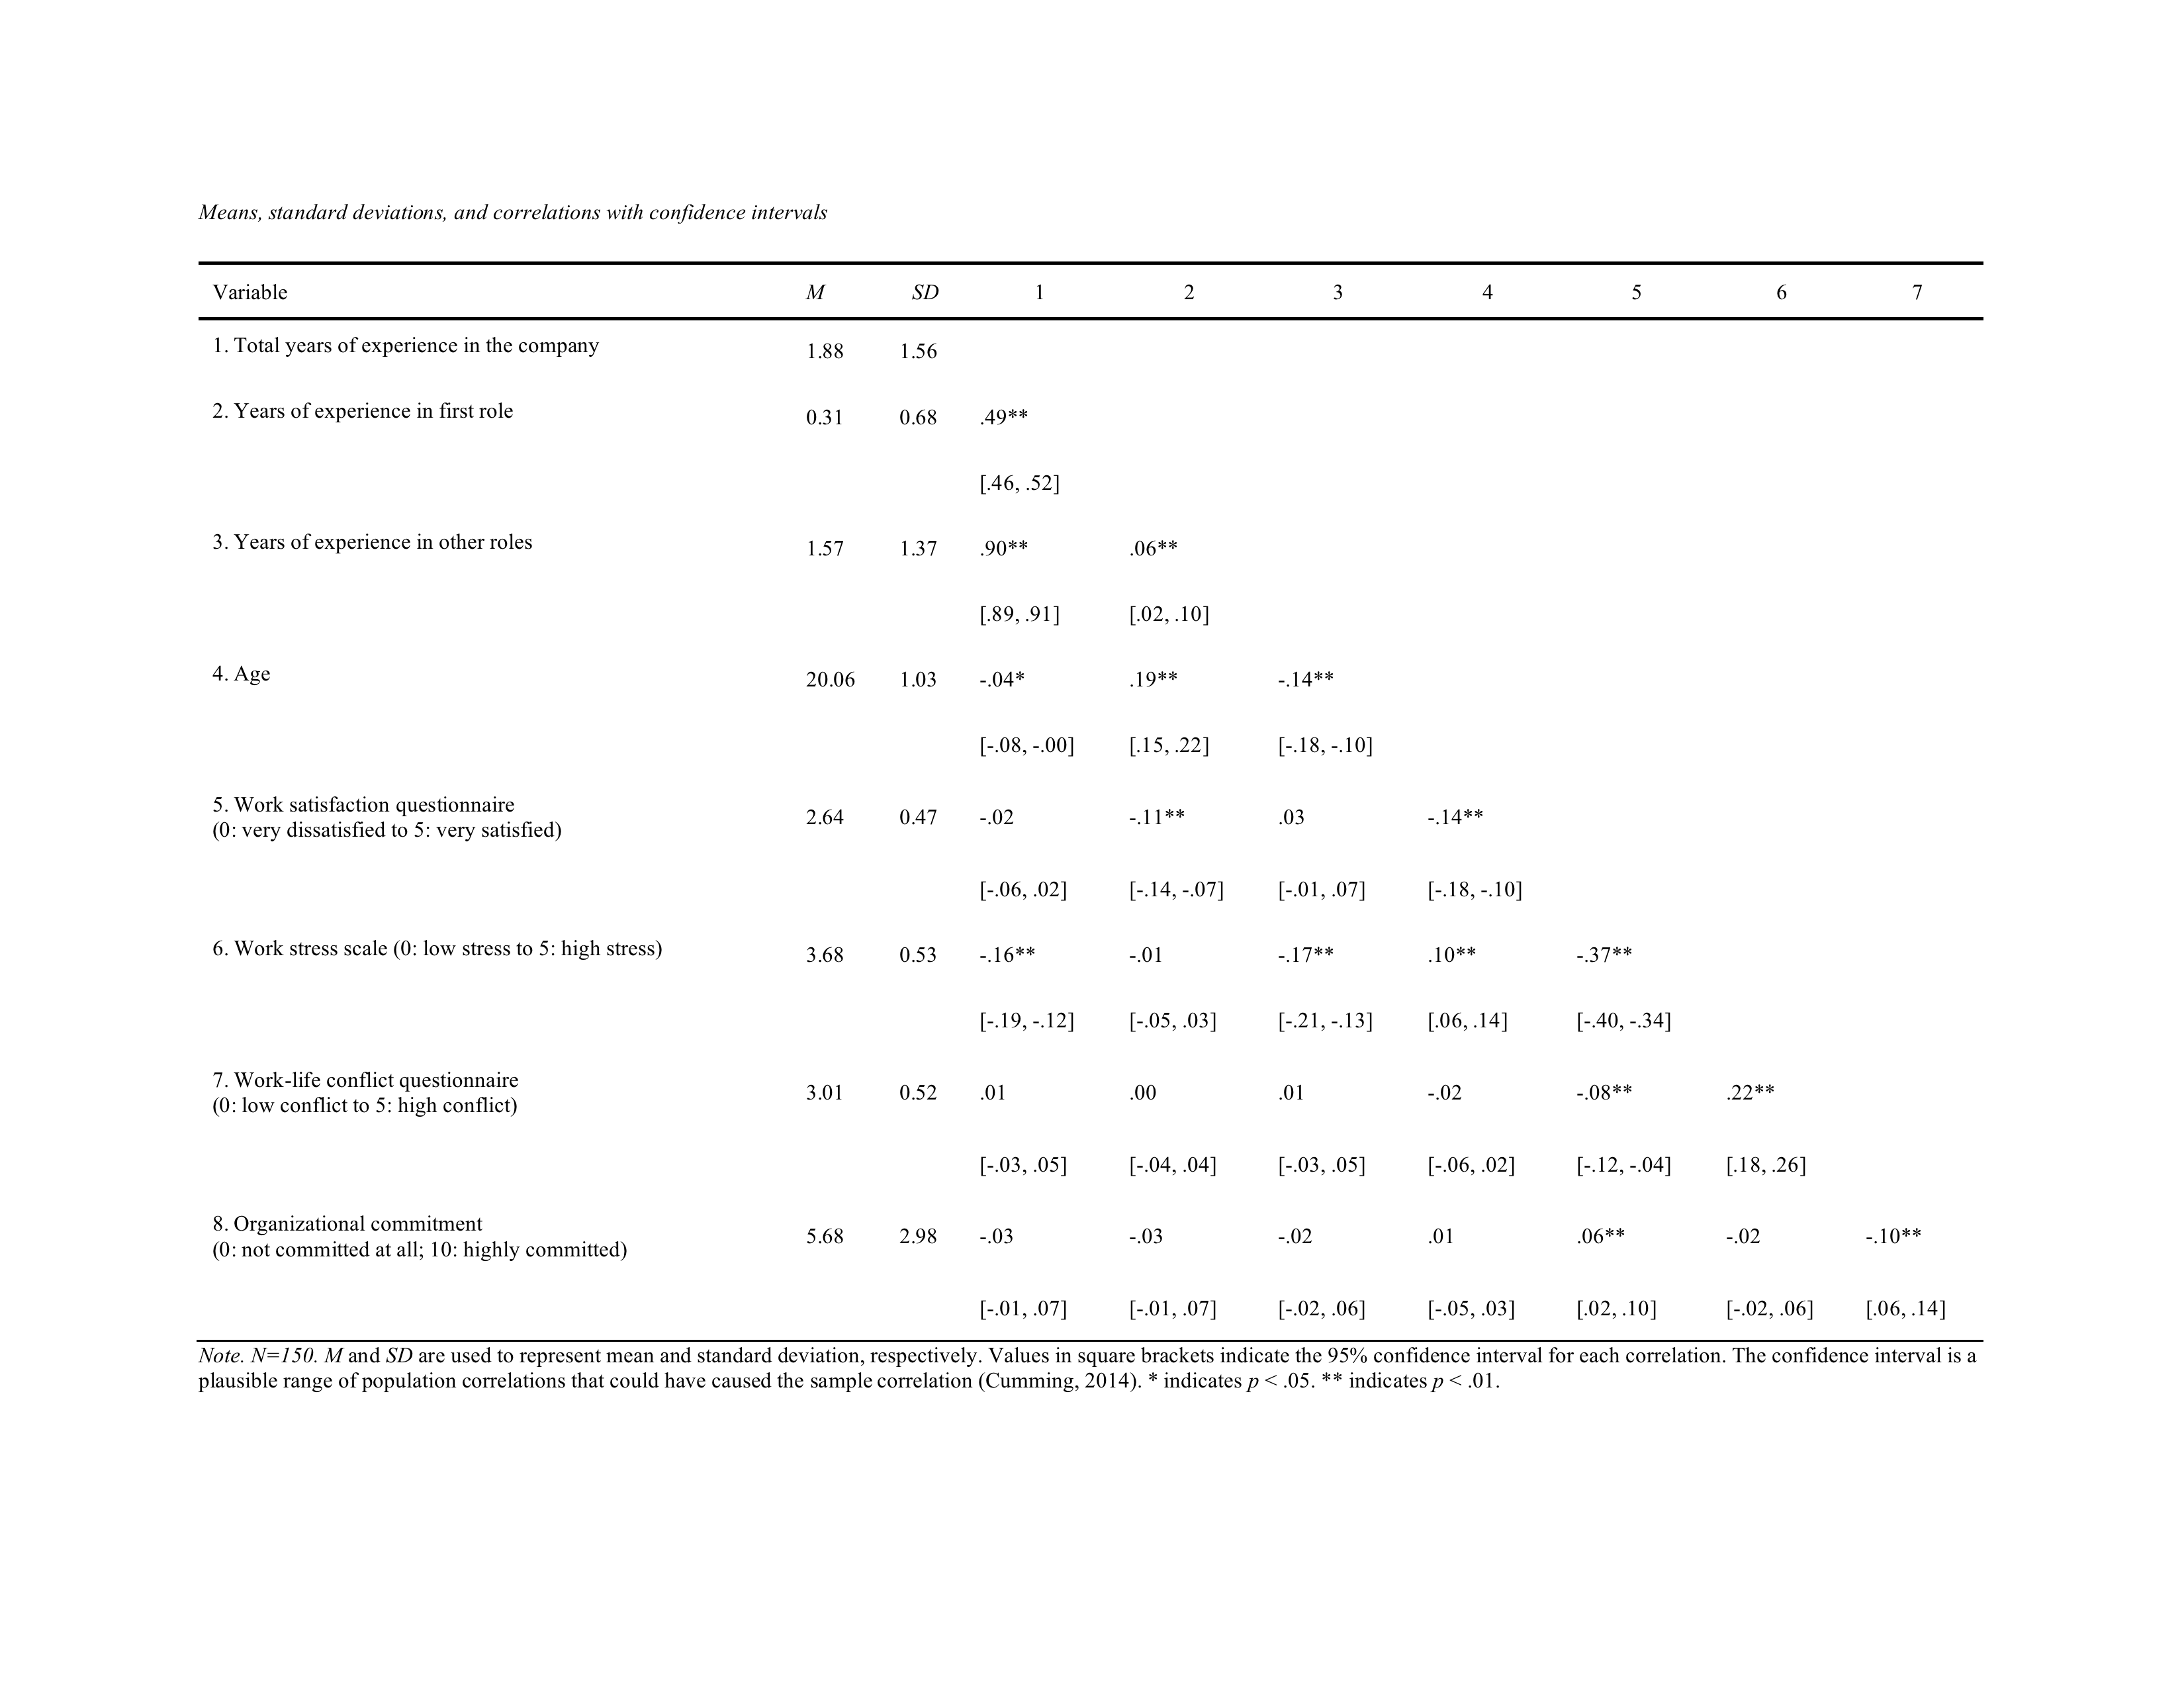 Means, standard deviations, and correlations with confidence intervals
Variable M SD 1 2 3 4 5 6 7
1. Total years of experience in the company 1.88 1.56
2. Years of experience in first role 0.31 0.68 .49**
[.46, .52]
3. Years of experience in other roles 1.57 1.37 .90** .06**
[.89, .91] [.02, .10]
4. Age 20.06 1.03 -.04* .19** -.14**
[-.08, -.00] [.15, .22] [-.18, -.10]
5. Work satisfaction questionnaire
(0: very dissatisfied to 5: very satisfied) 2.64 0.47 -.02 -.11** .03 -.14**
[-.06, .02] [-.14, -.07] [-.01, .07] [-.18, -.10]
6. Work stress scale (0: low stress to 5: high stress) 3.68 0.53 -.16** -.01 -.17** .10** -.37**
[-.19, -.12] [-.05, .03] [-.21, -.13] [.06, .14] [-.40, -.34]
7. Work-life conflict questionnaire
(0: low conflict to 5: high conflict) 3.01 0.52 .01 .00 .01 -.02 -.08** .22**
[-.03, .05] [-.04, .04] [-.03, .05] [-.06, .02] [-.12, -.04] [.18, .26]
8. Organizational commitment
(0: not committed at all; 10: highly committed) 5.68 2.98 -.03 -.03 -.02 .01 .06** -.02 -.10**
[-.01, .07] [-.01, .07] [-.02, .06] [-.05, .03] [.02, .10] [-.02, .06] [.06, .14]
Note. N=150. M and SD are used to represent mean and standard deviation, respectively. Values in square brackets indicate the 95% confidence interval for each correlation. The confidence interval is a
plausible range of population correlations that could have caused the sample correlation (Cumming, 2014). * indicates p < .05. ** indicates p < .01.